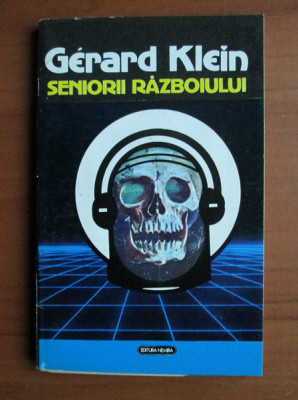 Gérard Klein
SENIORII RĂZBOIULUI
EDITURA NEMIRA